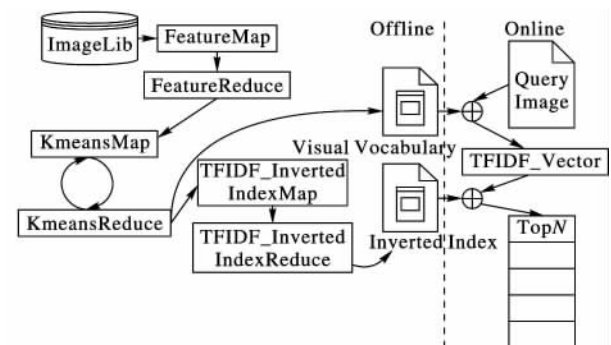 Offline
Online
ImageLib
FeatureMap
FeatureReduce
Query
Image
KmeansMap
Visual Vocabulary
TFIDF_Vector
TFIDF_Inverted
IndexMap
KmeansReduce
TFIDF_Inverted
IndexReduce
Inverted Index
TopN